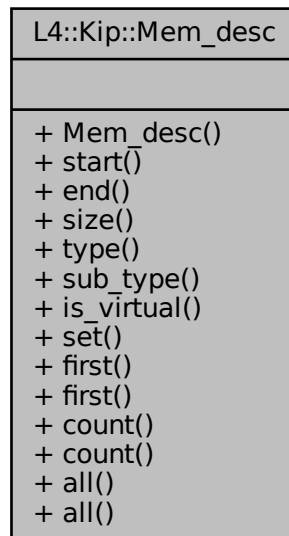 L4::Kip::Mem_desc
+ Mem_desc()
+ start()
+ end()
+ size()
+ type()
+ sub_type()
+ is_virtual()
+ set()
+ first()
+ first()
+ count()
+ count()
+ all()
+ all()